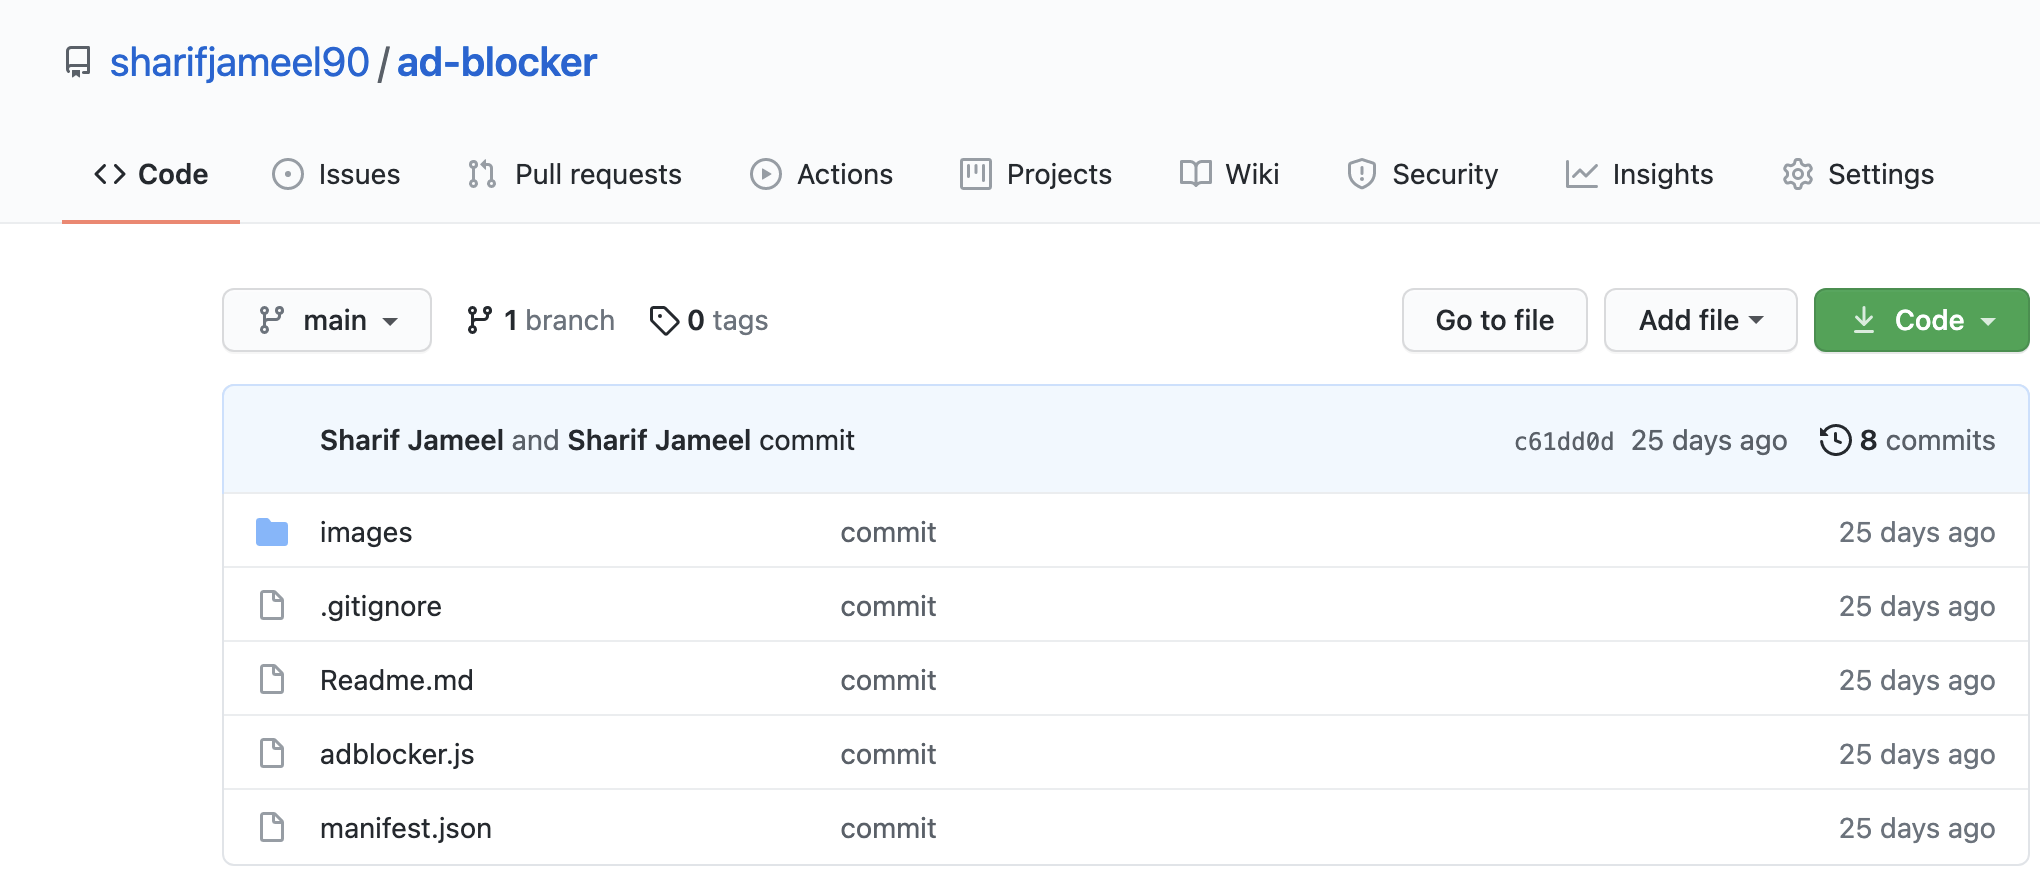 sharifjameel90 / ad-blocker
Code Issues Pull requests Actions Projects Wiki Security Insights Settings
main 1 branch 0 tags Go to file Add file Code
Sharif Jameel and Sharif Jameel commit c61dd0d 25 days ago 8 commits
images commit 25 days ago
.gitignore commit 25 days ago
Readme.md commit 25 days ago
adblocker.js commit 25 days ago
manifest.json commit 25 days ago